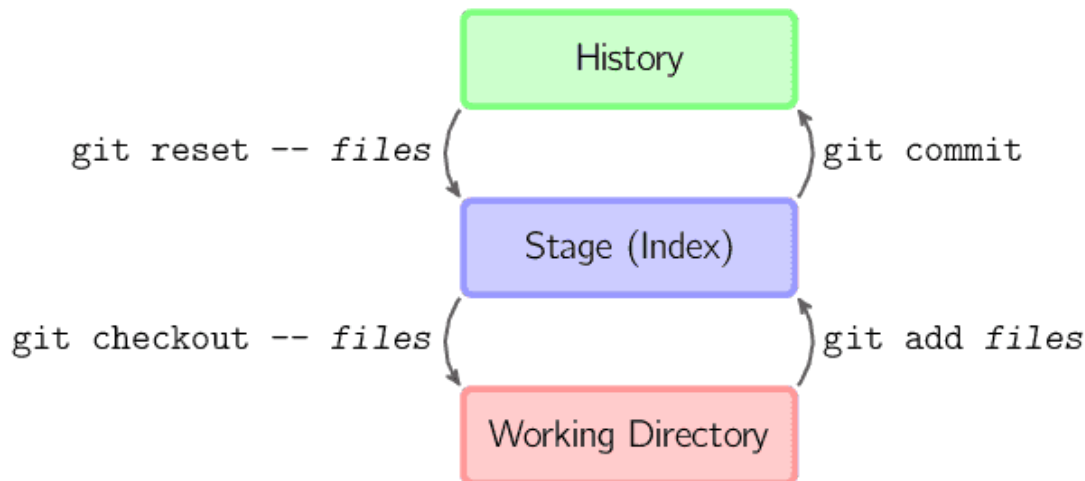 History
git reset -- files
git commit
Stage (Index)
git checkout -- files
git add files
Working Directory